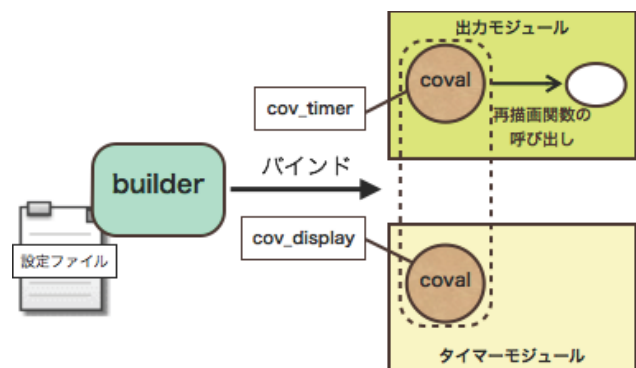 出力モジュール
coval
cov_timer
再描画関数の
呼び出し
バインド
builder
設定ファイル
cov_display
coval
タイマーモジュール